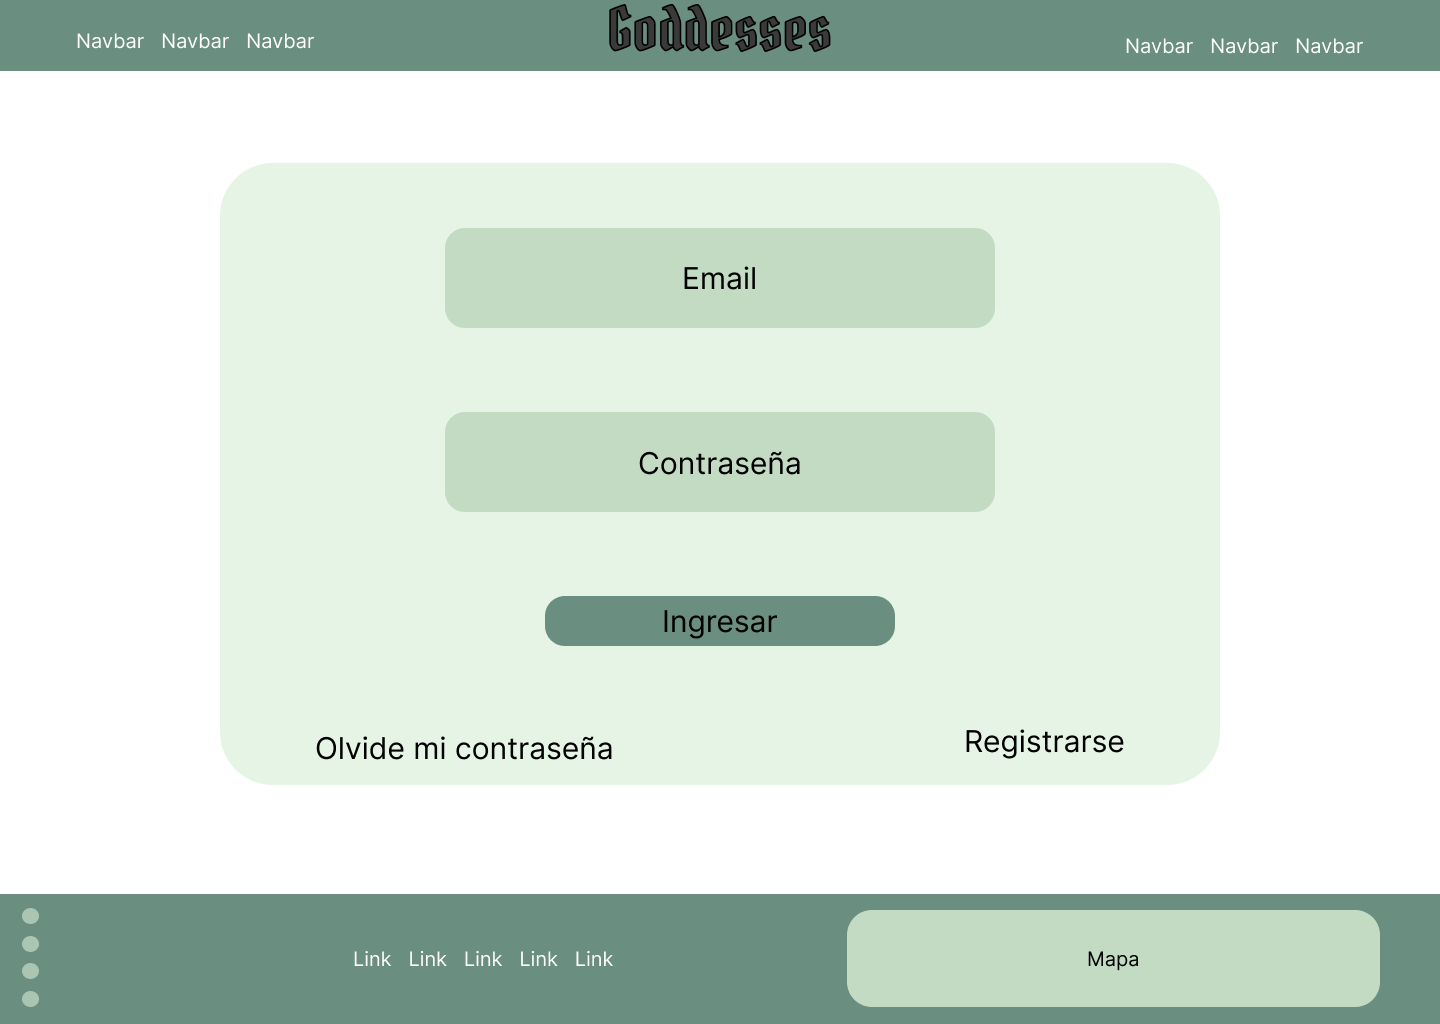 Navbar Navbar Navbar
Goddesses
Navbar Navbar Navbar
Email
Contraseña
Ingresar
Olvide mi contraseña
Registrarse
Link Link Link Link Link
Mapa